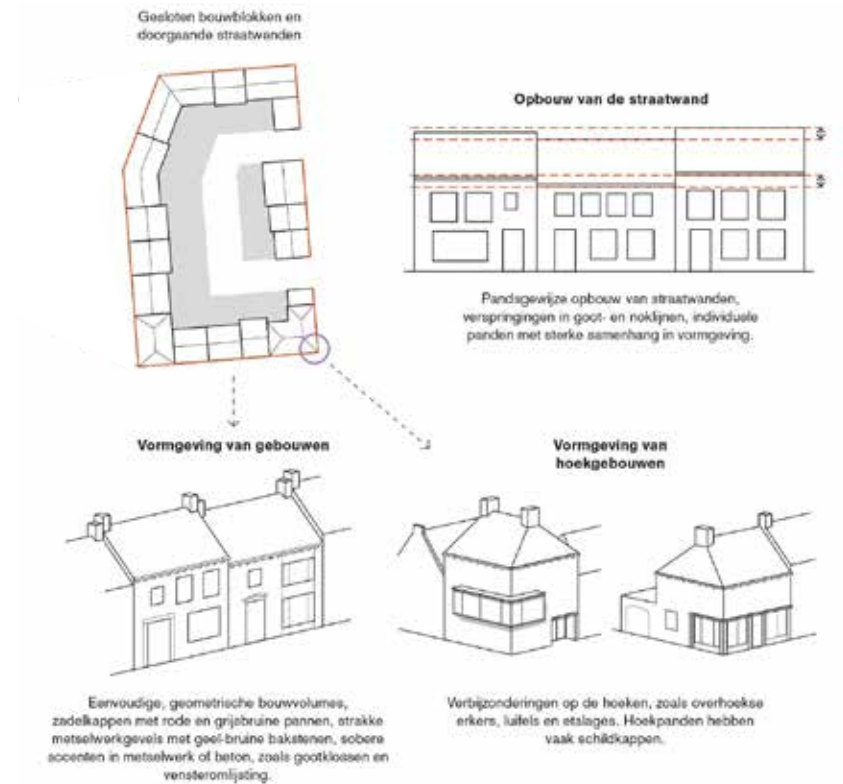 Gesloten bouwblokken en
doorgaande straatwanden
Opbouw van de straatwand
Pandsgewijze opbouw van straatwanden,
verspringingen in goot- en noklijnen, individuele
panden met sterke samenhang in vormgeving.
Vormgeving van gebouwen
Eenvoudige, geometrische bouwvolumes,
zadelkappen met rode en grijsbruine pannen, strakke
metselwerkgevels met geel-bruine bakstenen, sobere
accenten in metselwerk of beton, zoals gootklossen en
vensteromlijsting.
Vormgeving van
hoekgebouwen
Verbijzonderingen op de hoeken, zoals overhoekse
erkers, luifels en etalages. Hoekpanden hebben
vaak schildkappen.